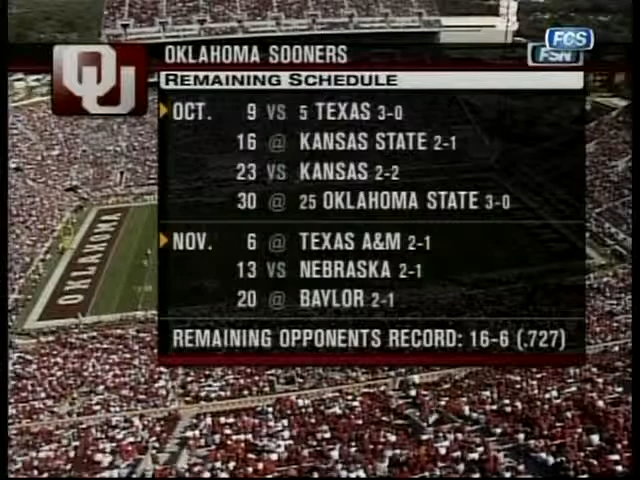 OKLAHOMA SOONERS
FCS
FSN
OU
REMAINING SCHEDULE
OCT. 9 VS 5 TEXAS 3-0
16 @ KANSAS STATE 2-1
23 VS KANSAS 2-2
30 @ 25 OKLAHOMA STATE 3-0
NOV. 6 @ TEXAS A&M 2-1
13 VS NEBRASKA 2-1
20 @ BAYLOR 2-1
REMAINING OPPONENTS RECORD: 16-6 (.727)
OKLAHOMA